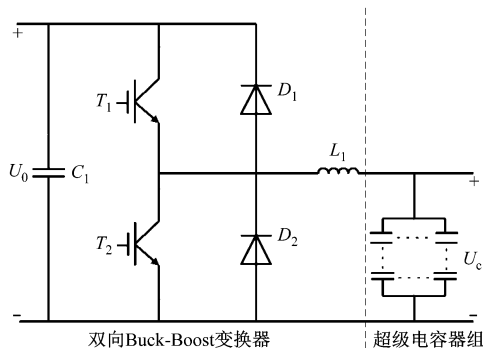 +
T₁
D₁
L₁
+
U₀
C₁
T₂
D₂
U_c
-
-
双向Buck-Boost变换器
超级电容器组